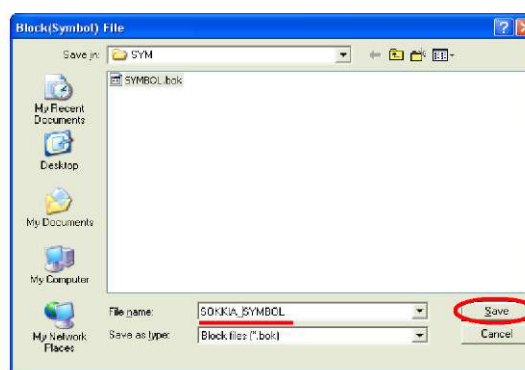 Block(Symbol) File
Save in: SYM
SYMBOL.bok
My Recent
Documents
Desktop
My Documents
My Computer
My Network
Places
File name: SOKKIA_SYMBOL
Save
Save as type: Block files (*.bok)
Cancel